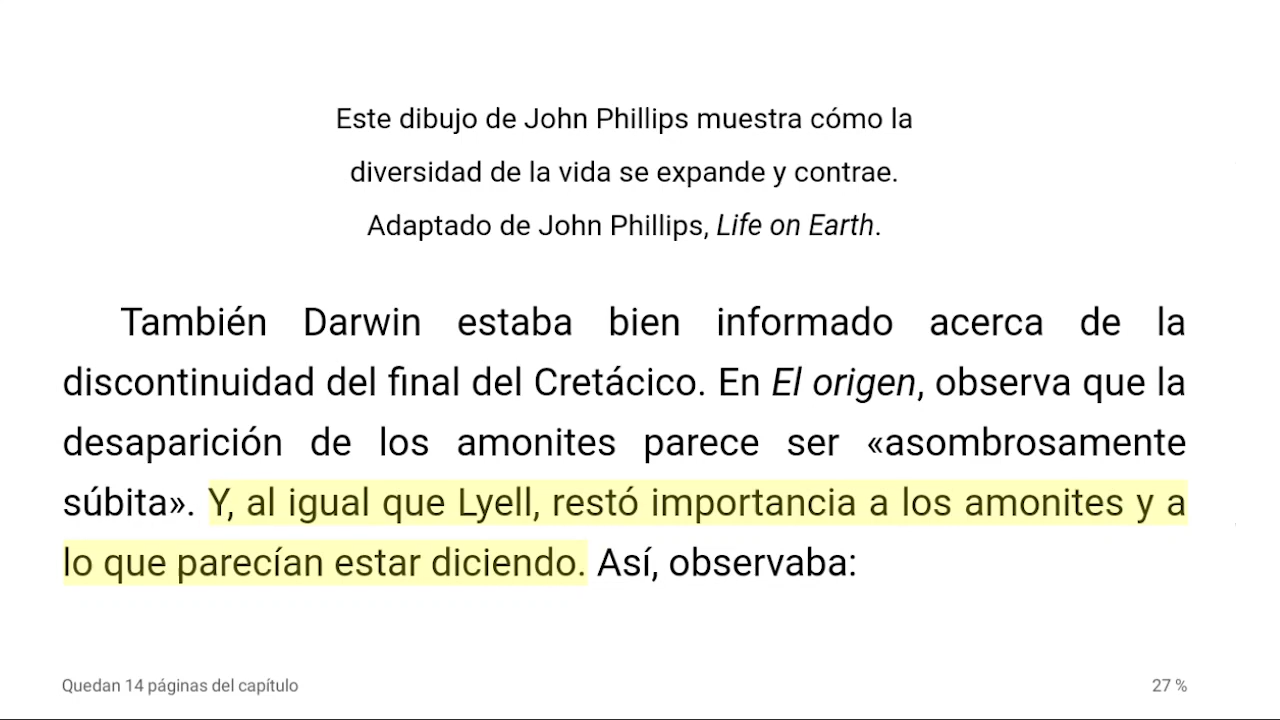 Este dibujo de John Phillips muestra cómo la
diversidad de la vida se expande y contrae.
Adaptado de John Phillips, Life on Earth.
También Darwin estaba bien informado acerca de la
discontinuidad del final del Cretácico. En El origen, observa que la
desaparición de los amonites parece ser «asombrosamente
súbita». Y, al igual que Lyell, restó importancia a los amonites y a
lo que parecían estar diciendo. Así, observaba:
Quedan 14 páginas del capítulo 27 %